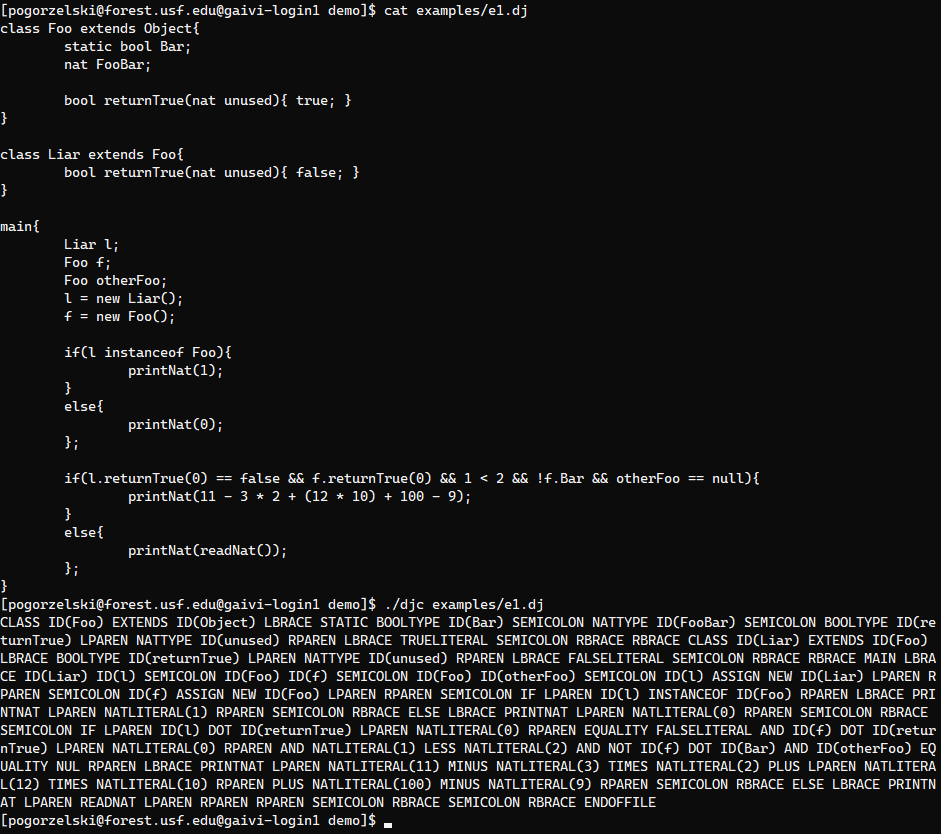 [pogorzelski@forest.usf.edu@gaivi-login1 demo]$ cat examples/e1.dj
class Foo extends Object{
        static bool Bar;
        nat FooBar;

        bool returnTrue(nat unused){ true; }
}

class Liar extends Foo{
        bool returnTrue(nat unused){ false; }
}

main{
        Liar l;
        Foo f;
        Foo otherFoo;
        l = new Liar();
        f = new Foo();

        if(l instanceof Foo){
                printNat(1);
        }
        else{
                printNat(0);
        };

        if(l.returnTrue(0) == false && f.returnTrue(0) && 1 < 2 && !f.Bar && otherFoo == null){
                printNat(11 - 3 * 2 + (12 * 10) + 100 - 9);
        }
        else{
                printNat(readNat());
        };
}
[pogorzelski@forest.usf.edu@gaivi-login1 demo]$ ./djc examples/e1.dj
CLASS ID(Foo) EXTENDS ID(Object) LBRACE STATIC BOOLTYPE ID(Bar) SEMICOLON NATTYPE ID(FooBar) SEMICOLON BOOLTYPE ID(re
turnTrue) LPAREN NATTYPE ID(unused) RPAREN LBRACE TRUELITERAL SEMICOLON RBRACE RBRACE CLASS ID(Liar) EXTENDS ID(Foo)
LBRACE BOOLTYPE ID(returnTrue) LPAREN NATTYPE ID(unused) RPAREN LBRACE FALSELITERAL SEMICOLON RBRACE RBRACE MAIN LBRA
CE ID(Liar) ID(l) SEMICOLON ID(Foo) ID(f) SEMICOLON ID(Foo) ID(otherFoo) SEMICOLON ID(l) ASSIGN NEW ID(Liar) LPAREN R
PAREN SEMICOLON ID(f) ASSIGN NEW ID(Foo) LPAREN RPAREN SEMICOLON IF LPAREN ID(l) INSTANCEOF ID(Foo) RPAREN LBRACE PRI
NTNAT LPAREN NATLITERAL(1) RPAREN SEMICOLON RBRACE ELSE LBRACE PRINTNAT LPAREN NATLITERAL(0) RPAREN SEMICOLON RBRACE
SEMICOLON IF LPAREN ID(l) DOT ID(returnTrue) LPAREN NATLITERAL(0) RPAREN EQUALITY FALSELITERAL AND ID(f) DOT ID(retur
nTrue) LPAREN NATLITERAL(0) RPAREN AND NATLITERAL(1) LESS NATLITERAL(2) AND NOT ID(f) DOT ID(Bar) AND ID(otherFoo) EQ
UALITY NUL RPAREN LBRACE PRINTNAT LPAREN NATLITERAL(11) MINUS NATLITERAL(3) TIMES NATLITERAL(2) PLUS LPAREN NATLITERA
L(12) TIMES NATLITERAL(10) RPAREN PLUS NATLITERAL(100) MINUS NATLITERAL(9) RPAREN SEMICOLON RBRACE ELSE LBRACE PRINTN
AT LPAREN READNAT LPAREN RPAREN RPAREN SEMICOLON RBRACE SEMICOLON RBRACE ENDOFFILE
[pogorzelski@forest.usf.edu@gaivi-login1 demo]$